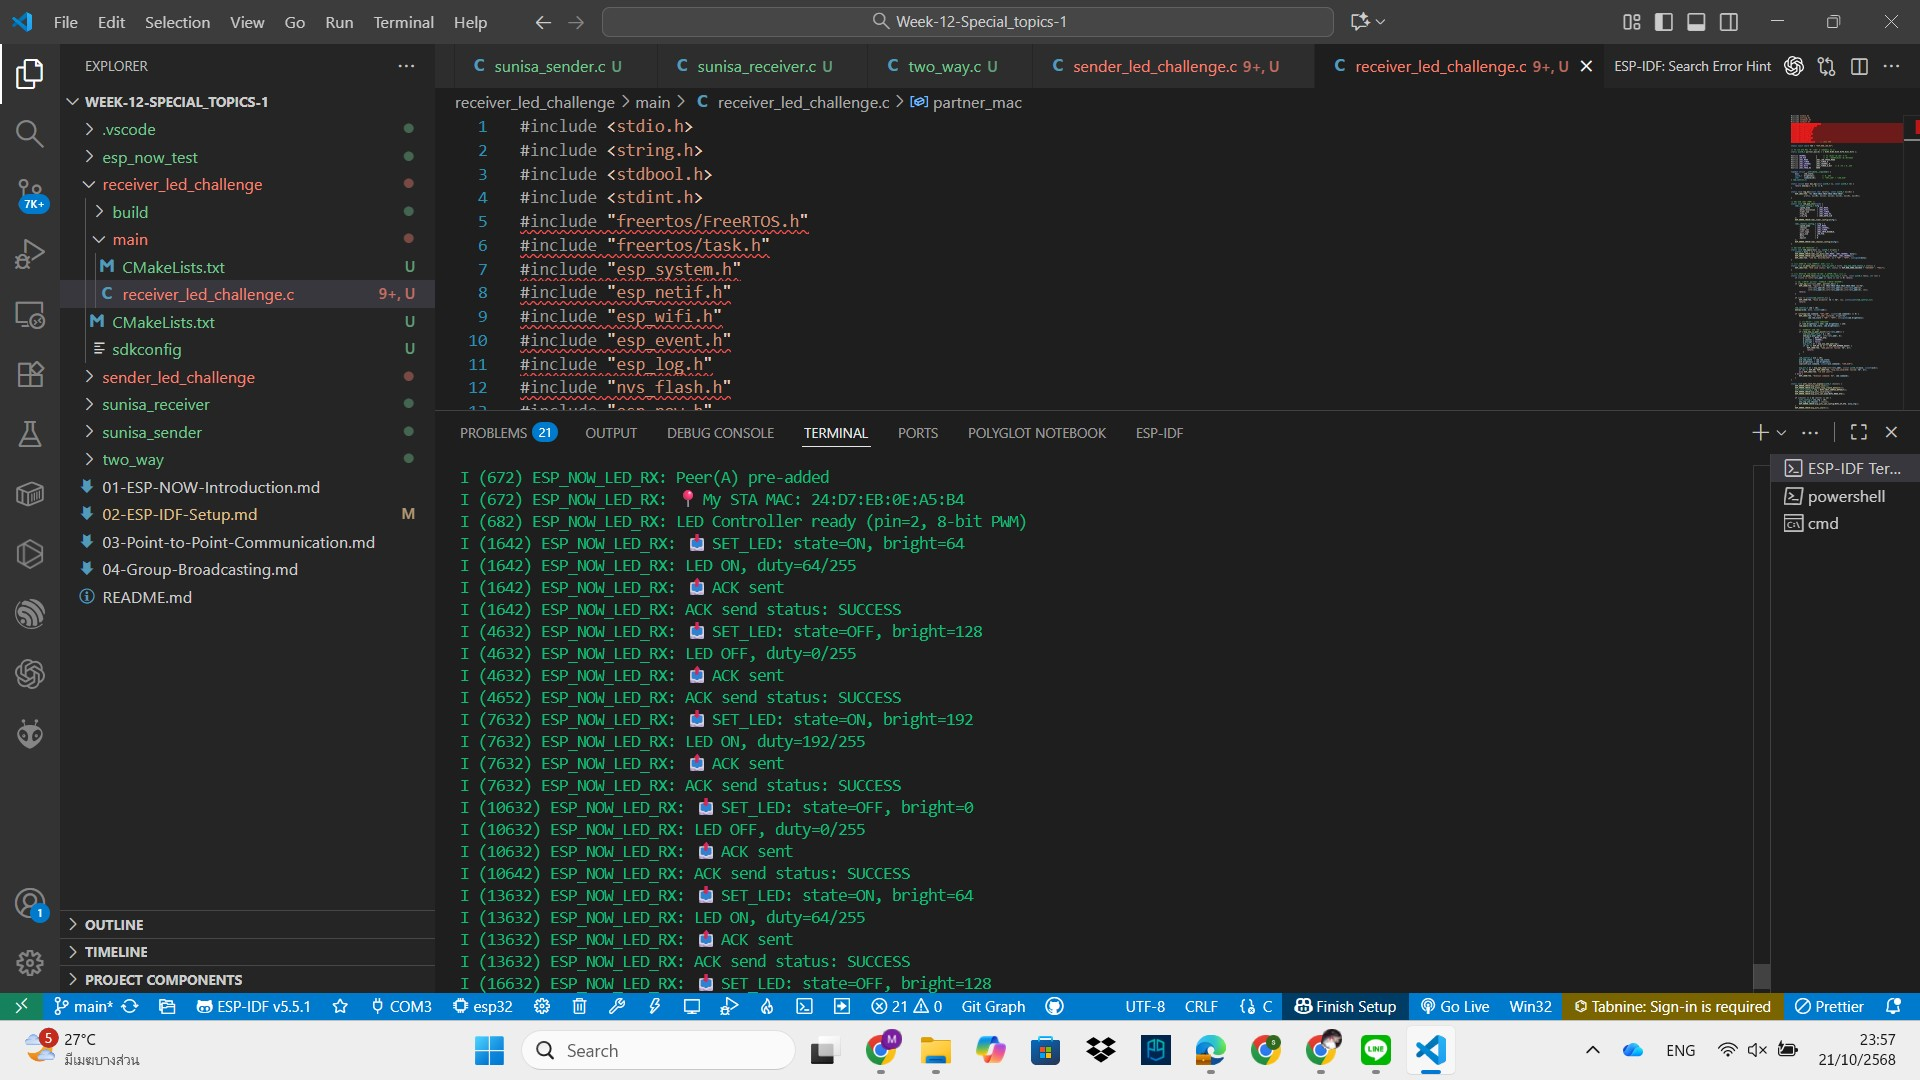 File Edit Selection View Go Run Terminal Help
Week-12-Special_topics-1
EXPLORER
WEEK-12-SPECIAL_TOPICS-1
.vscode
esp_now_test
receiver_led_challenge
build
main
CMakeLists.txt U
receiver_led_challenge.c 9+, U
CMakeLists.txt U
sdkconfig U
sender_led_challenge
sunisa_receiver
sunisa_sender
two_way
01-ESP-NOW-Introduction.md
02-ESP-IDF-Setup.md M
03-Point-to-Point-Communication.md
04-Group-Broadcasting.md
README.md
OUTLINE
TIMELINE
PROJECT COMPONENTS
7K+
1
sunisa_sender.c U
sunisa_receiver.c U
two_way.c U
sender_led_challenge.c 9+, U
receiver_led_challenge.c 9+, U
ESP-IDF: Search Error Hint
receiver_led_challenge > main > C receiver_led_challenge.c > partner_mac
1 #include <stdio.h>
2 #include <string.h>
3 #include <stdbool.h>
4 #include <stdint.h>
5 #include "freertos/FreeRTOS.h"
6 #include "freertos/task.h"
7 #include "esp_system.h"
8 #include "esp_netif.h"
9 #include "esp_wifi.h"
10 #include "esp_event.h"
11 #include "esp_log.h"
12 #include "nvs_flash.h"
13 #include "esp_now.h"
PROBLEMS 21 OUTPUT DEBUG CONSOLE TERMINAL PORTS POLYGLOT NOTEBOOK ESP-IDF
ESP-IDF Ter...
powershell
cmd
I (672) ESP_NOW_LED_RX: Peer(A) pre-added
I (672) ESP_NOW_LED_RX: 📍 My STA MAC: 24:D7:EB:0E:A5:B4
I (682) ESP_NOW_LED_RX: LED Controller ready (pin=2, 8-bit PWM)
I (1642) ESP_NOW_LED_RX: 📥 SET_LED: state=ON, bright=64
I (1642) ESP_NOW_LED_RX: LED ON, duty=64/255
I (1642) ESP_NOW_LED_RX: 📤 ACK sent
I (1642) ESP_NOW_LED_RX: ACK send status: SUCCESS
I (4632) ESP_NOW_LED_RX: 📥 SET_LED: state=OFF, bright=128
I (4632) ESP_NOW_LED_RX: LED OFF, duty=0/255
I (4632) ESP_NOW_LED_RX: 📤 ACK sent
I (4652) ESP_NOW_LED_RX: ACK send status: SUCCESS
I (7632) ESP_NOW_LED_RX: 📥 SET_LED: state=ON, bright=192
I (7632) ESP_NOW_LED_RX: LED ON, duty=192/255
I (7632) ESP_NOW_LED_RX: 📤 ACK sent
I (7632) ESP_NOW_LED_RX: ACK send status: SUCCESS
I (10632) ESP_NOW_LED_RX: 📥 SET_LED: state=OFF, bright=0
I (10632) ESP_NOW_LED_RX: LED OFF, duty=0/255
I (10632) ESP_NOW_LED_RX: 📤 ACK sent
I (10642) ESP_NOW_LED_RX: ACK send status: SUCCESS
I (13632) ESP_NOW_LED_RX: 📥 SET_LED: state=ON, bright=64
I (13632) ESP_NOW_LED_RX: LED ON, duty=64/255
I (13632) ESP_NOW_LED_RX: 📤 ACK sent
I (13632) ESP_NOW_LED_RX: ACK send status: SUCCESS
I (16632) ESP_NOW_LED_RX: 📥 SET_LED: state=OFF, bright=128
main* ESP-IDF v5.5.1 COM3 esp32 21 0 Git Graph UTF-8 CRLF {} C Finish Setup Go Live Win32 Tabnine: Sign-in is required Prettier
5 27°C
มีเมฆบางส่วน
Search
ENG
23:57
21/10/2568